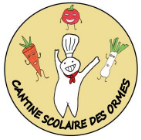 CANTINE SCOLAIRE DES ORMES